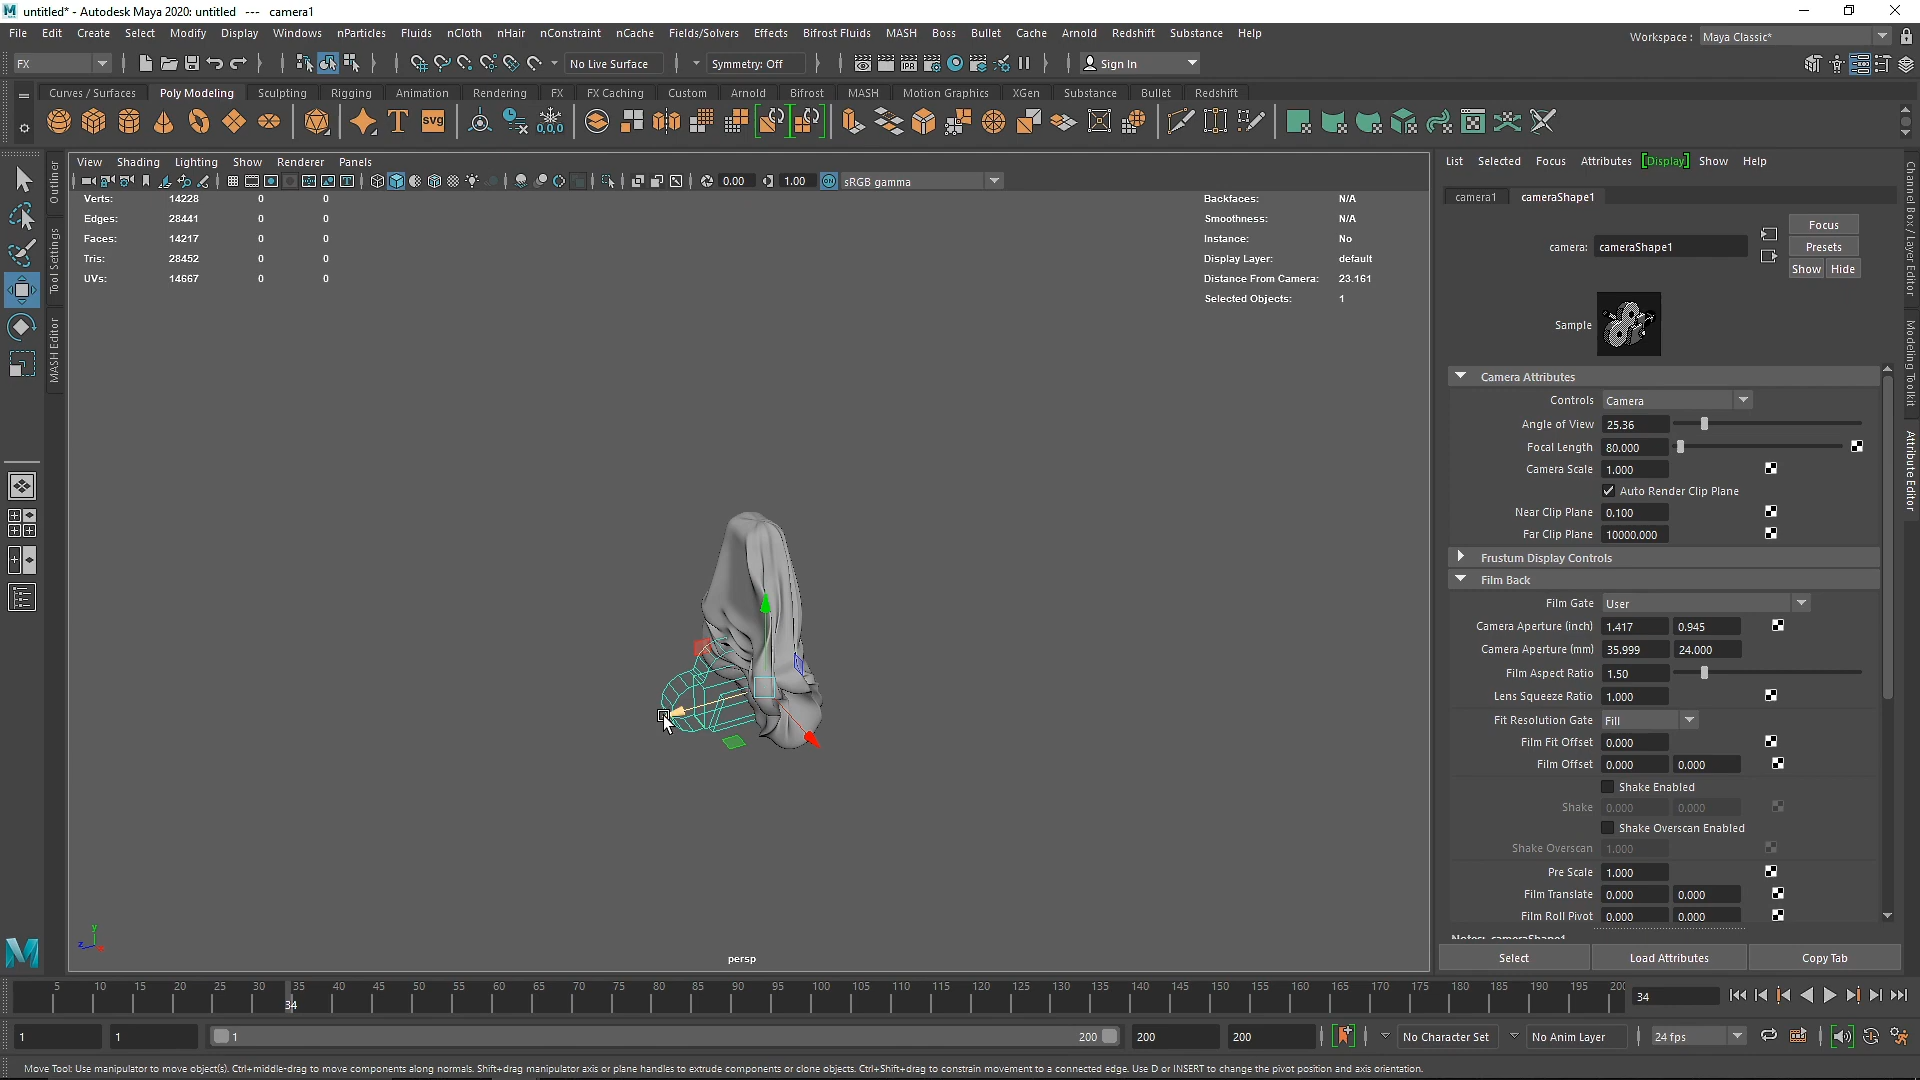 untitled* - Autodesk Maya 2020: untitled --- camera1
File Edit Create Select Modify Display Windows nParticles Fluids nCloth nHair nConstraint nCache Fields/Solvers Effects Bifrost Fluids MASH Boss Bullet Cache Arnold Redshift Substance Help
Workspace : Maya Classic*
FX No Live Surface Symmetry: Off Sign In
Curves / Surfaces Poly Modeling Sculpting Rigging Animation Rendering FX FX Caching Custom Arnold Bifrost MASH Motion Graphics XGen Substance Bullet Redshift
View Shading Lighting Show Renderer Panels
0.00 1.00 ON sRGB gamma
Verts: 14228 0 0
Edges: 28441 0 0
Faces: 14217 0 0
Tris: 28452 0 0
UVs: 14667 0 0
Backfaces: N/A
Smoothness: N/A
Instance: No
Display Layer: default
Distance From Camera: 23.161
Selected Objects: 1
persp
Outliner
Tool Settings
MASH Editor
List Selected Focus Attributes Display Show Help
camera1 cameraShape1
camera: cameraShape1
Focus
Presets
Show Hide
Sample
Camera Attributes
Controls Camera
Angle of View 25.36
Focal Length 80.000
Camera Scale 1.000
Auto Render Clip Plane
Near Clip Plane 0.100
Far Clip Plane 10000.000
Frustum Display Controls
Film Back
Film Gate User
Camera Aperture (inch) 1.417 0.945
Camera Aperture (mm) 35.999 24.000
Film Aspect Ratio 1.50
Lens Squeeze Ratio 1.000
Fit Resolution Gate Fill
Film Fit Offset 0.000
Film Offset 0.000 0.000
Shake Enabled
Shake 0.000 0.000
Shake Overscan Enabled
Shake Overscan 1.000
Pre Scale 1.000
Film Translate 0.000 0.000
Film Roll Pivot 0.000 0.000
Notes: cameraShape1
Select Load Attributes Copy Tab
Channel Box / Layer Editor
Modeling Toolkit
Attribute Editor
5 10 15 20 25 30 35 40 45 50 55 60 65 70 75 80 85 90 95 100 105 110 115 120 125 130 135 140 145 150 155 160 165 170 175 180 185 190 195 200
34
34
1 1 1 200 200 200 No Character Set No Anim Layer 24 fps
Move Tool: Use manipulator to move object(s). Ctrl+middle-drag to move components along normals. Shift+drag manipulator axis or plane handles to extrude components or clone objects. Ctrl+Shift+drag to constrain movement to a connected edge. Use D or INSERT to change the pivot position and axis orientation.